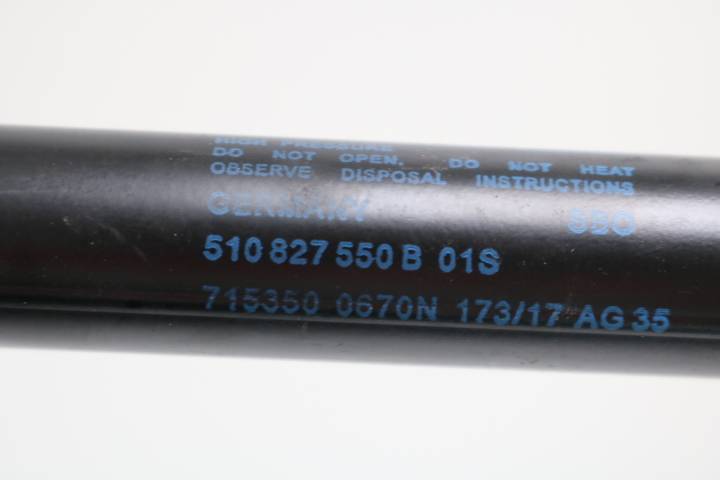 HIGH PRESSURE
DO NOT OPEN. DO NOT HEAT
OBSERVE DISPOSAL INSTRUCTIONS
GERMANY SBO
510 827 550 B 01S
715350 0670N 173/17 AG 35